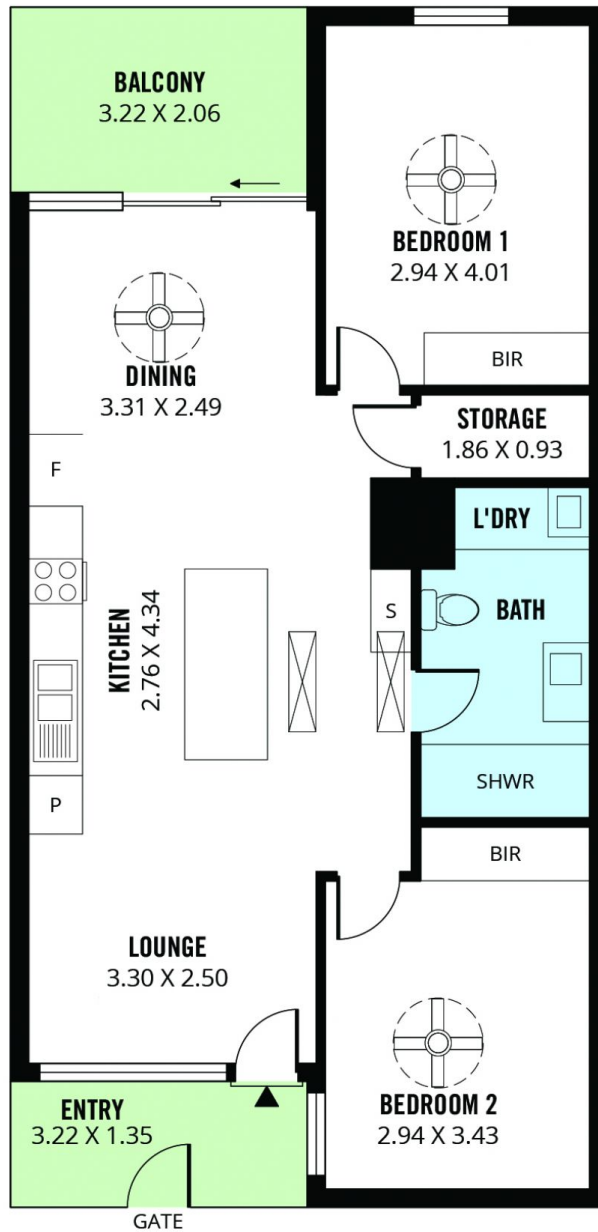 BALCONY
3.22 X 2.06
BEDROOM 1
2.94 X 4.01
BIR
DINING
3.31 X 2.49
STORAGE
1.86 X 0.93
F
L'DRY
S
BATH
KITCHEN
2.76 X 4.34
P
SHWR
BIR
LOUNGE
3.30 X 2.50
ENTRY
3.22 X 1.35
BEDROOM 2
2.94 X 3.43
GATE